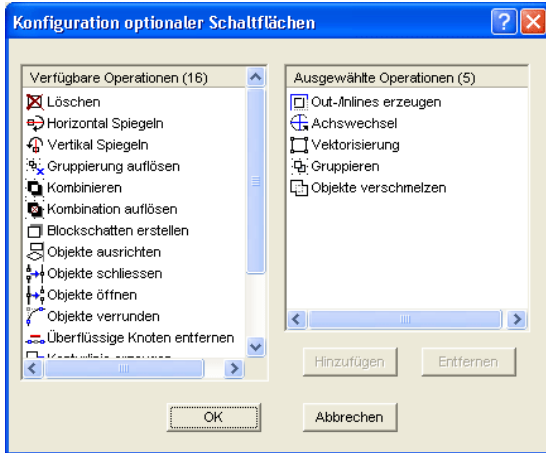 Konfiguration optionaler Schaltflächen
Verfügbare Operationen (16)
Löschen
Horizontal Spiegeln
Vertikal Spiegeln
Gruppierung auflösen
Kombinieren
Kombination auflösen
Blockschatten erstellen
Objekte ausrichten
Objekte schliessen
Objekte öffnen
Objekte verrunden
Überflüssige Knoten entfernen
Ausgewählte Operationen (5)
Out-/Inlines erzeugen
Achswechsel
Vektorisierung
Gruppieren
Objekte verschmelzen
Hinzufügen
Entfernen
OK
Abbrechen